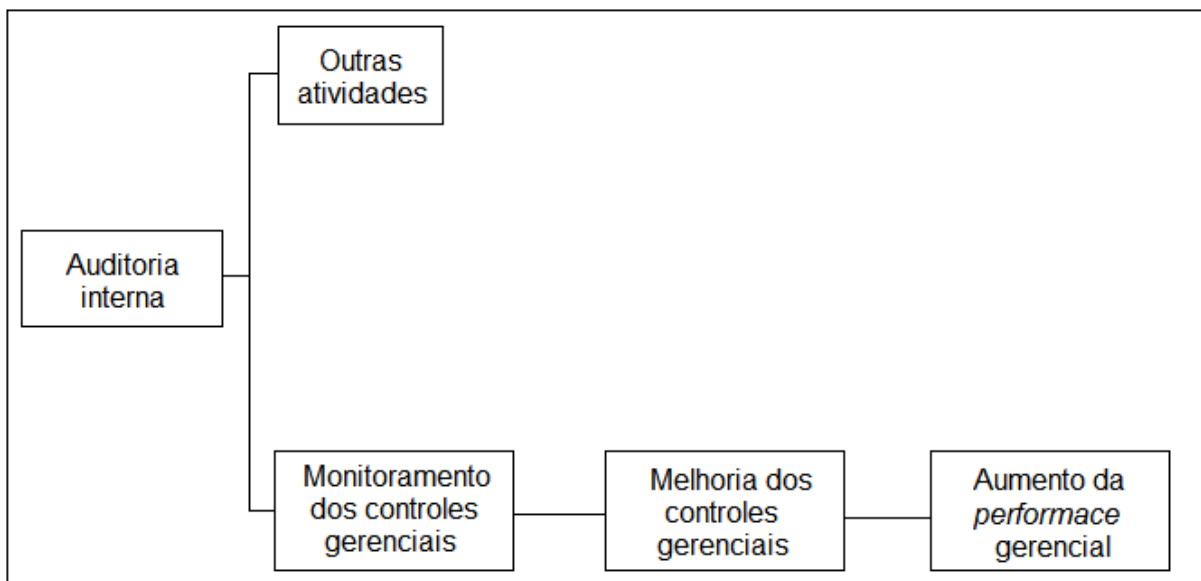 Outras
atividades
Auditoria
interna
Monitoramento
dos controles
gerenciais
Melhoria dos
controles
gerenciais
Aumento da
performace
gerencial